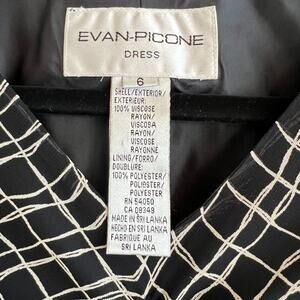 EVAN-PICONE
DRESS
6
SHELL/EXTERIOR/
EXTERIEUR:
100% VISCOSE
RAYON/
VISCOSA
RAYON/
VISCOSE
RAYONNE
LINING/FORRO/
DOUBLURE:
100% POLYESTER/
POLIESTER/
POLYESTER
RN 54050
CA 08349
MADE IN SRI LANKA
HECHO EN SRI LANKA
FABRIQUE AU
SRI LANKA